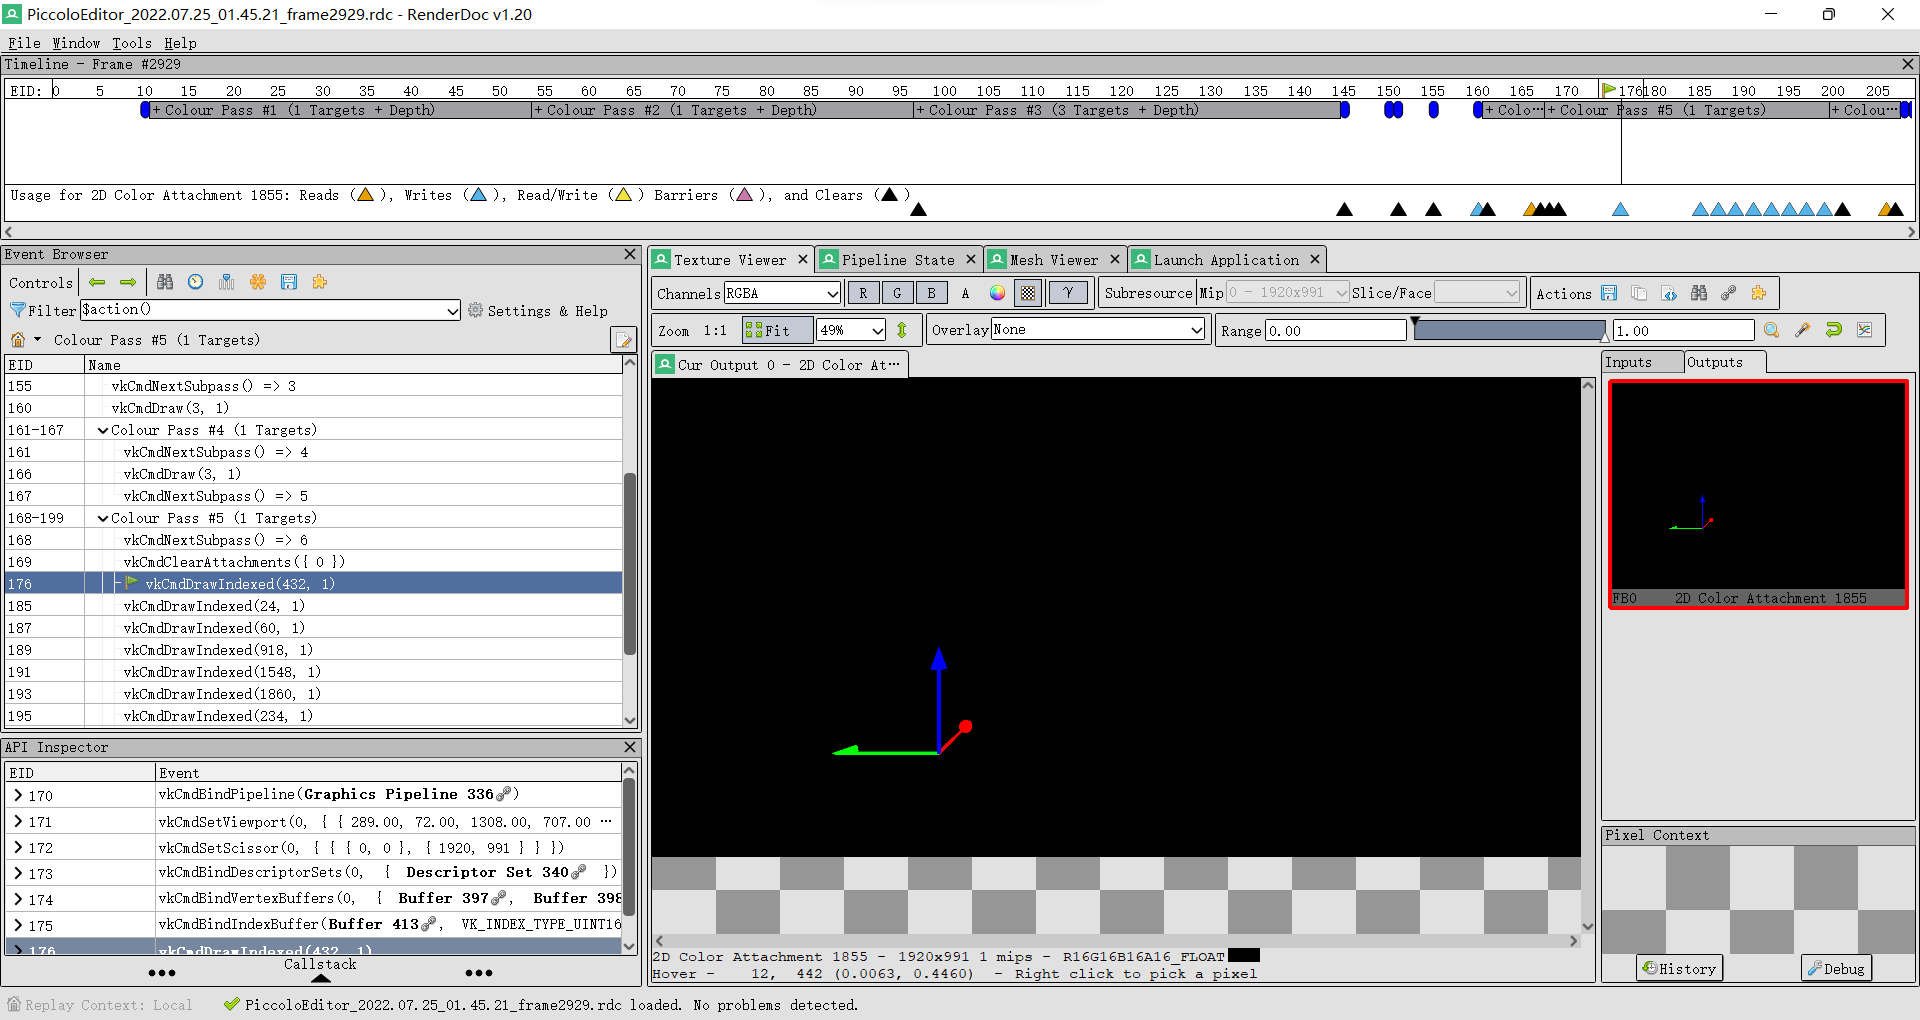 PiccoloEditor_2022.07.25_01.45.21_frame2929.rdc - RenderDoc v1.20
File Window Tools Help
Timeline - Frame #2929
EID: 0 5 10 15 20 25 30 35 40 45 50 55 60 65 70 75 80 85 90 95 100 105 110 115 120 125 130 135 140 145 150 155 160 165 170 176 180 185 190 195 200 205
+ Colour Pass #1 (1 Targets + Depth) + Colour Pass #2 (1 Targets + Depth) + Colour Pass #3 (3 Targets + Depth) + Colo··· + Colour Pass #5 (1 Targets) + Colou···
Usage for 2D Color Attachment 1855: Reads ( ), Writes ( ), Read/Write ( ) Barriers ( ), and Clears ( )
Event Browser
Controls
Filter $action() Settings & Help
Colour Pass #5 (1 Targets)
EID Name
155 vkCmdNextSubpass() => 3
160 vkCmdDraw(3, 1)
161-167 Colour Pass #4 (1 Targets)
161 vkCmdNextSubpass() => 4
166 vkCmdDraw(3, 1)
167 vkCmdNextSubpass() => 5
168-199 Colour Pass #5 (1 Targets)
168 vkCmdNextSubpass() => 6
169 vkCmdClearAttachments({ 0 })
176 vkCmdDrawIndexed(432, 1)
185 vkCmdDrawIndexed(24, 1)
187 vkCmdDrawIndexed(60, 1)
189 vkCmdDrawIndexed(918, 1)
191 vkCmdDrawIndexed(1548, 1)
193 vkCmdDrawIndexed(1860, 1)
195 vkCmdDrawIndexed(234, 1)
API Inspector
EID Event
170 vkCmdBindPipeline(Graphics Pipeline 336)
171 vkCmdSetViewport(0, { { 289.00, 72.00, 1308.00, 707.00 ···
172 vkCmdSetScissor(0, { { { 0, 0 }, { 1920, 991 } } })
173 vkCmdBindDescriptorSets(0, { Descriptor Set 340 })
174 vkCmdBindVertexBuffers(0, { Buffer 397, Buffer 398
175 vkCmdBindIndexBuffer(Buffer 413, VK_INDEX_TYPE_UINT16
176 vkCmdDrawIndexed(432, 1)
Callstack
Texture Viewer Pipeline State Mesh Viewer Launch Application
Channels RGBA R G B A γ Subresource Mip 0 - 1920x991 Slice/Face Actions
Zoom 1:1 Fit 49% Overlay None Range 0.00 1.00
Cur Output 0 - 2D Color At···
2D Color Attachment 1855 - 1920x991 1 mips - R16G16B16A16_FLOAT
Hover - 12, 442 (0.0063, 0.4460) - Right click to pick a pixel
Inputs Outputs
FB0 2D Color Attachment 1855
Pixel Context
History Debug
Replay Context: Local PiccoloEditor_2022.07.25_01.45.21_frame2929.rdc loaded. No problems detected.